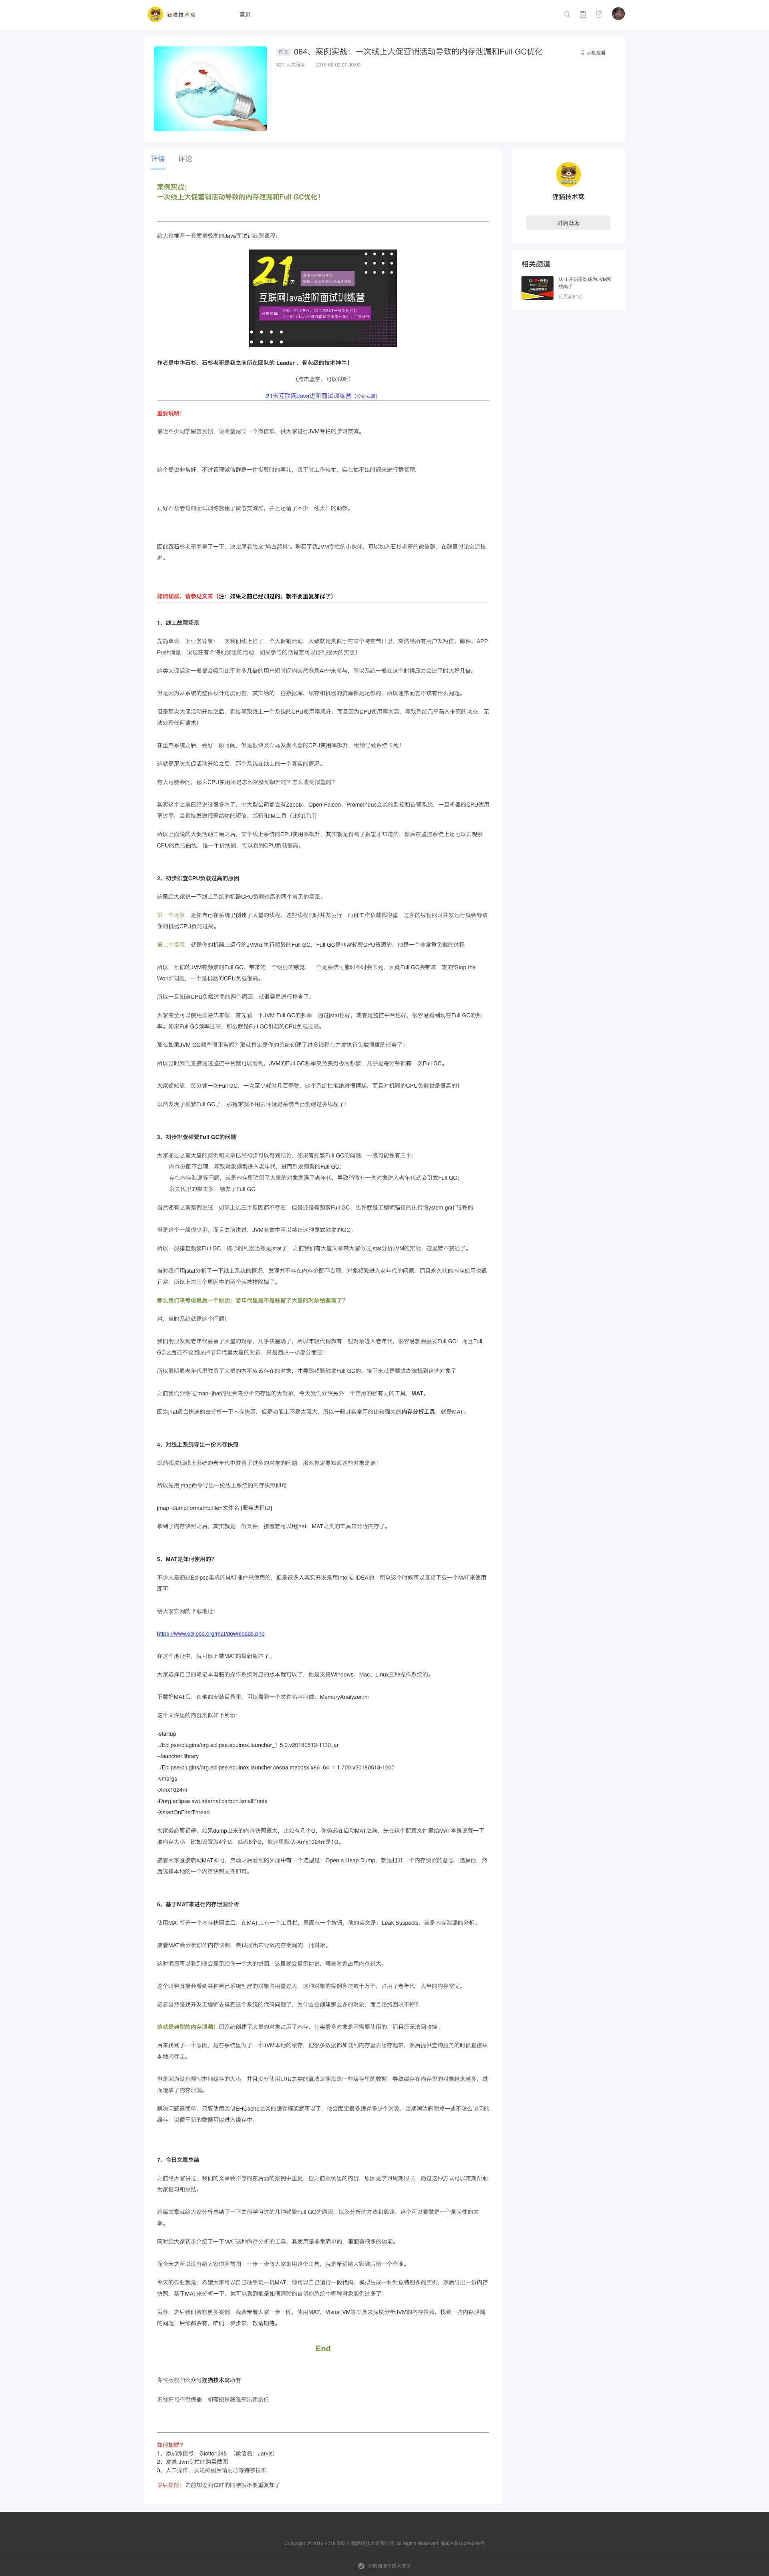 狸猫技术窝
首页
图文 064、案例实战：一次线上大促营销活动导致的内存泄漏和Full GC优化
手机观看
821 人次阅读 2019-09-02 07:00:00
详情 评论
案例实战：
一次线上大促营销活动导致的内存泄漏和Full GC优化！
给大家推荐一套质量极高的Java面试训练营课程：
21天
互联网Java进阶面试训练营
作者是中华石杉，石杉老哥是我之前所在团队的 Leader ，骨灰级的技术神牛！
（点击蓝字，可以试听）
21天互联网Java进阶面试训练营（分布式篇）
重要说明：
最近不少同学留言反馈，说希望建立一个微信群，供大家进行JVM专栏的学习交流。
这个提议非常好，不过管理微信群是一件挺费时的事儿，我平时工作较忙，实在抽不出时间来进行群管理.
正好石杉老哥的面试训练营建了微信交流群，并且还请了不少一线大厂的助教。
因此跟石杉老哥商量了一下，决定厚着脸皮“鸠占鹊巢”。购买了我JVM专栏的小伙伴，可以加入石杉老哥的微信群，在群里讨论交流技
术。
如何加群，请参见文末（注：如果之前已经加过的，就不要重复加群了）
1、线上故障场景
先简单说一下业务背景：一次我们线上推了一个大促销活动，大致就是类似于在某个特定节日里，突然给所有用户发短信、邮件、APP
Push消息，说现在有个特别优惠的活动，如果参与的话肯定可以得到很大的实惠！
这类大促活动一般都会吸引比平时多几倍的用户短时间内突然登录APP来参与，所以系统一般在这个时候压力会比平时大好几倍。
但是因为从系统的整体设计角度而言，其实给的一些数据库、缓存和机器的资源都是足够的，所以通常而言不该有什么问题。
但是那次大促活动开始之后，直接导致线上一个系统的CPU使用率飙升，而且因为CPU使用率太高，导致系统几乎陷入卡死的状态，无
法处理任何请求！
在重启系统之后，会好一段时间，但是很快又立马发现机器的CPU使用率飙升，继续导致系统卡死！
这就是那次大促活动开始之后，那个系统在线上的一个真实的情况。
有人可能会问，那么CPU使用率是怎么观察到飙升的？怎么收到报警的？
其实这个之前已经说过很多次了，中大型公司都会有Zabbix、Open-Falcon、Prometheus之类的监控和告警系统，一旦机器的CPU使用
率过高，会直接发送报警给你的短信、邮箱和IM工具（比如钉钉）
所以上面说的大促活动开始之后，某个线上系统的CPU使用率飙升，其实就是得到了报警才知道的，然后在监控系统上还可以去观察
CPU的负载曲线，是一个折线图，可以看到CPU负载很高。
2、初步排查CPU负载过高的原因
这里给大家说一下线上系统的机器CPU负载过高的两个常见的场景。
第一个场景，是你自己在系统里创建了大量的线程，这些线程同时并发运行，而且工作负载都很重，过多的线程同时并发运行就会导致
你的机器CPU负载过高。
第二个场景，就是你的机器上运行的JVM在执行频繁的Full GC，Full GC是非常耗费CPU资源的，他是一个非常重负载的过程
所以一旦你的JVM有频繁的Full GC，带来的一个明显的感觉，一个是系统可能时不时会卡死，因此Full GC会带来一定的“Stop the
World”问题，一个是机器的CPU负载很高。
所以一旦知道CPU负载过高的两个原因，就很容易进行排查了。
大家完全可以使用排除法来做，首先看一下JVM Full GC的频率，通过jstat也好，或者是监控平台也好，很容易看到现在Full GC的频
率。如果Full GC频率过高，那么就是Full GC引起的CPU负载过高。
那么如果JVM GC频率很正常呢？那就肯定是你的系统创建了过多线程在并发执行负载很重的任务了！
所以当时我们直接通过监控平台就可以看到，JVM的Full GC频率突然变得极为频繁，几乎是每分钟都有一次Full GC。
大家都知道，每分钟一次Full GC，一次至少耗时几百毫秒，这个系统性能绝对很糟糕，而且对机器的CPU负载也是很高的！
既然发现了频繁Full GC了，那肯定就不用去怀疑是系统自己创建过多线程了！
3、初步排查频繁Full GC的问题
大家通过之前大量的案例和文章已经初步可以得到结论，如果有频繁Full GC的问题，一般可能性有三个：
内存分配不合理，导致对象频繁进入老年代，进而引发频繁的Full GC；
存在内存泄漏等问题，就是内存里驻留了大量的对象塞满了老年代，导致稍微有一些对象进入老年代就会引发Full GC；
永久代里的类太多，触发了Full GC
当然还有之前案例说过，如果上述三个原因都不存在，但是还是有频繁Full GC，也许就是工程师错误的执行“System.gc()”导致的
但是这个一般很少见，而且之前讲过，JVM参数中可以禁止这种显式触发的GC。
所以一般排查频繁Full GC，核心的利器当然是jstat了，之前我们有大量文章带大家做过jstat分析JVM的实战，这里就不赘述了。
当时我们用jstat分析了一下线上系统的情况，发现并不存在内存分配不合理，对象频繁进入老年代的问题，而且永久代的内存使用也很
正常，所以上述三个原因中的两个就被排除掉了。
那么我们来考虑最后一个原因：老年代里是不是驻留了大量的对象给塞满了？
对，当时系统就是这个问题！
我们明显发现老年代驻留了大量的对象，几乎快塞满了，所以年轻代稍微有一些对象进入老年代，很容易就会触发Full GC！而且Full
GC之后还不会回收掉老年代里大量的对象，只是回收一小部分而已！
所以很明显老年代里驻留了大量的本不应该存在的对象，才导致频繁触发Full GC的。接下来就是要想办法找到这些对象了
之前我们介绍过jmap+jhat的组合来分析内存里的大对象，今天我们介绍另外一个常用的强有力的工具，MAT。
因为jhat适合快速的去分析一下内存快照，但是功能上不是太强大，所以一般其实常用的比较强大的内存分析工具，就是MAT。
4、对线上系统导出一份内存快照
既然都发现线上系统的老年代中驻留了过多的对象的问题，那么肯定要知道这些对象是谁！
所以先用jmap命令导出一份线上系统的内存快照即可：
jmap -dump:format=b,file=文件名 [服务进程ID]
拿到了内存快照之后，其实就是一份文件，接着就可以用jhat、MAT之类的工具来分析内存了。
5、MAT是如何使用的？
不少人是通过Eclipse集成的MAT插件来使用的，但是很多人其实开发是用IntelliJ IDEA的，所以这个时候可以直接下载一个MAT来使用
即可
给大家官网的下载地址：
https://www.eclipse.org/mat/downloads.php
在这个地址中，就可以下载MAT的最新版本了。
大家选择自己的笔记本电脑的操作系统对应的版本就可以了，他是支持Windows、Mac、Linux三种操作系统的。
下载好MAT后，在他的安装目录里，可以看到一个文件名字叫做：MemoryAnalyzer.ini
这个文件里的内容类似如下所示：
-startup
../Eclipse/plugins/org.eclipse.equinox.launcher_1.5.0.v20180512-1130.jar
--launcher.library
../Eclipse/plugins/org.eclipse.equinox.launcher.cocoa.macosx.x86_64_1.1.700.v20180518-1200
-vmargs
-Xmx1024m
-Dorg.eclipse.swt.internal.carbon.smallFonts
-XstartOnFirstThread
大家务必要记得，如果dump出来的内存快照很大，比如有几个G，你务必在启动MAT之前，先在这个配置文件里给MAT本身设置一下
堆内存大小，比如设置为4个G，或者8个G，他这里默认-Xmx1024m是1G。
接着大家直接启动MAT即可，启动之后看到的界面中有一个选型是：Open a Heap Dump，就是打开一个内存快照的意思，选择他，然
后选择本地的一个内存快照文件即可。
6、基于MAT来进行内存泄漏分析
使用MAT打开一个内存快照之后，在MAT上有一个工具栏，里面有一个按钮，他的英文是：Leak Suspects，就是内存泄漏的分析。
接着MAT会分析你的内存快照，尝试找出来导致内存泄漏的一批对象。
这时明显可以看到他会显示给你一个大的饼图，这里就会提示你说，哪些对象占用内存过大。
这个时候直接会看到某种自己系统创建的对象占用量过大，这种对象的实例多达数十万个，占用了老年代一大半的内存空间。
接着当然是找开发工程师去排查这个系统的代码问题了，为什么会创建那么多的对象，而且始终回收不掉？
这就是典型的内存泄漏！即系统创建了大量的对象占用了内存，其实很多对象是不需要使用的，而且还无法回收掉。
后来找到了一个原因，是在系统里做了一个JVM本地的缓存，把很多数据都加载到内存里去缓存起来，然后提供查询服务的时候直接从
本地内存走。
但是因为没有限制本地缓存的大小，并且没有使用LRU之类的算法定期淘汰一些缓存里的数据，导致缓存在内存里的对象越来越多，进
而造成了内存泄漏。
解决问题很简单，只要使用类似EHCache之类的缓存框架就可以了，他会固定最多缓存多少个对象，定期淘汰删除掉一些不怎么访问的
缓存，以便于新的数据可以进入缓存中。
7、今日文章总结
之前给大家讲过，我们的文章会不停的在后面的案例中重复一些之前案例里的内容，原因是学习周期很长，通过这种方式可以定期帮助
大家复习和总结。
这篇文章就给大家分析总结了一下之前学习过的几种频繁Full GC的原因，以及分析的方法和思路，这个可以看做是一个复习性的文
章。
同时给大家初步介绍了一下MAT这种内存分析的工具，其使用是非常简单的，里面有很多的功能。
而今天之所以没有给大家很多截图，一步一步教大家来用这个工具，就是希望给大家课后留一个作业。
今天的作业就是，希望大家可以自己动手玩一玩MAT，你可以自己运行一段代码，模拟生成一种对象特别多的实例，然后导出一份内存
快照，基于MAT来分析一下，就可以看到他是如何清晰的告诉你系统中哪种对象实例过多了！
另外，之后我们会有更多案例，我会带着大家一步一图，使用MAT、Visual VM等工具来深度分析JVM的内存快照，找到一些内存泄漏
的问题，后续都会有，咱们一步步来，敬请期待。
End
专栏版权归公众号狸猫技术窝所有
未经许可不得传播，如有侵权将追究法律责任
如何加群？
1、添加微信号：Giotto1245 （微信名：Jarvis）
2、发送 Jvm专栏的购买截图
3、人工操作，发送截图后请耐心等待被拉群
最后提醒：之前加过面试群的同学就不要重复加了
狸猫技术窝
进店逛逛
相关频道
从 0 开始带你成为JVM实
战高手
已更新81期
Copyright © 2015-2019 深圳小鹅网络技术有限公司 All Rights Reserved. 粤ICP备15020529号
小鹅通提供技术支持